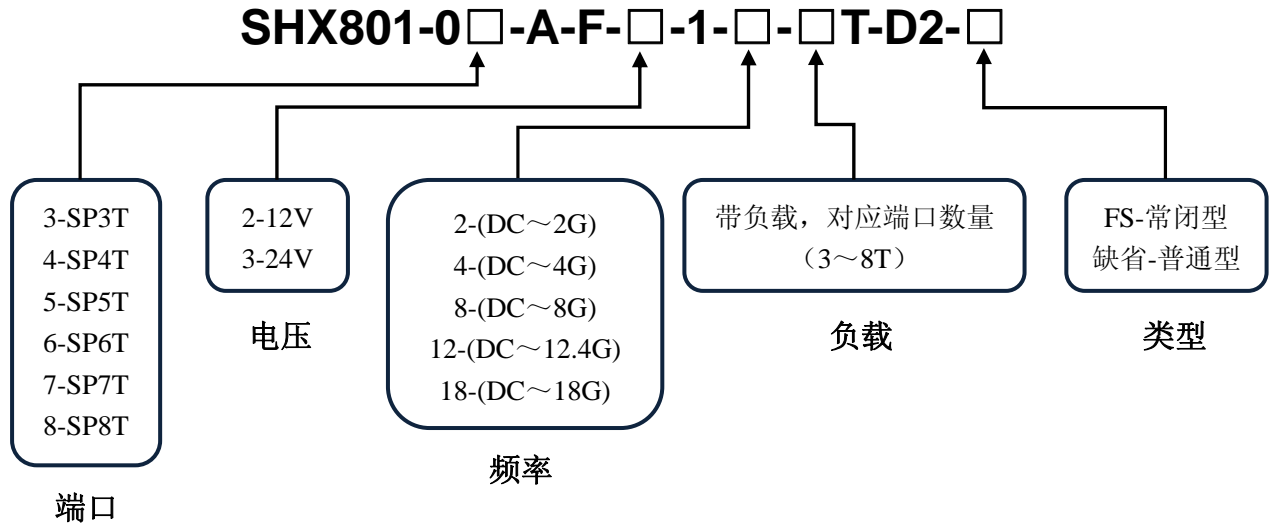 SHX801-0□-A-F-□-1-□-□T-D2-□
3-SP3T
4-SP4T
5-SP5T
6-SP6T
7-SP7T
8-SP8T
端口
2-12V
3-24V
电压
2-(DC～2G)
4-(DC～4G)
8-(DC～8G)
12-(DC～12.4G)
18-(DC～18G)
频率
带负载，对应端口数量
（3～8T）
负载
FS-常闭型
缺省-普通型
类型